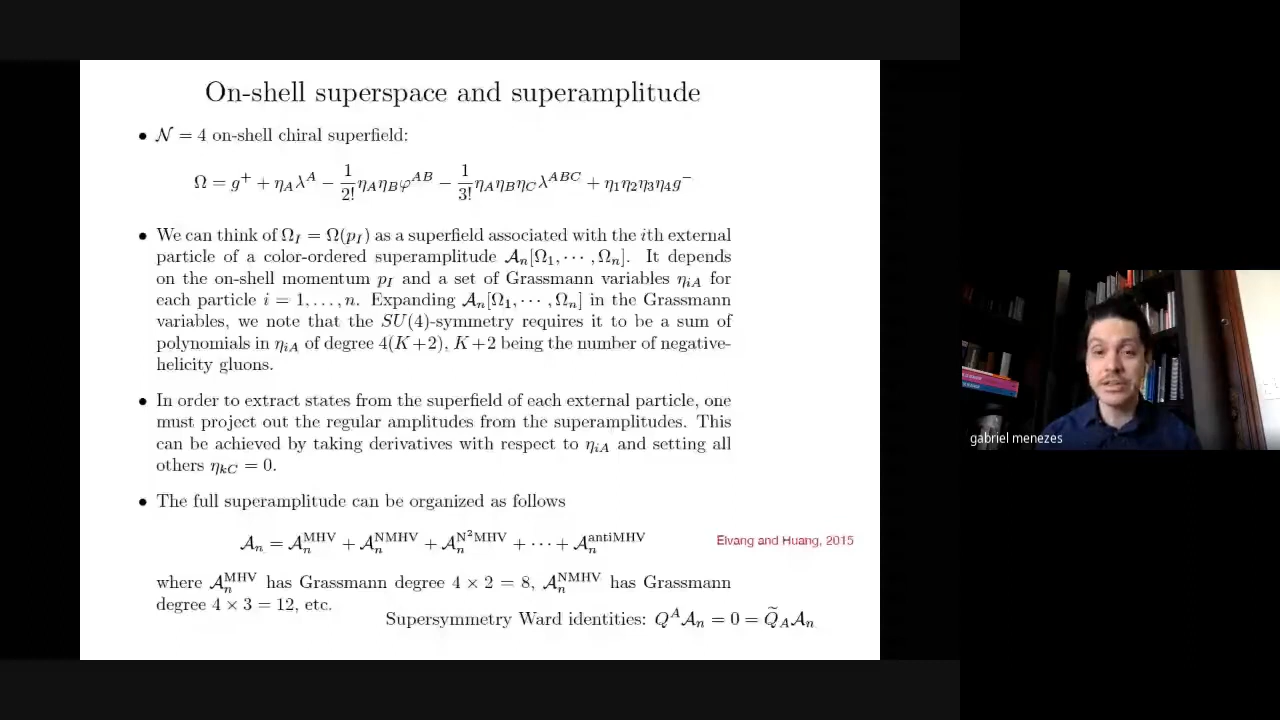 On-shell superspace and superamplitude
• 𝒩 = 4 on-shell chiral superfield:
Ω = g⁺ + η_A λ^A − 1/2! η_A η_B φ^{AB} − 1/3! η_A η_B η_C λ^{ABC} + η₁η₂η₃η₄g⁻
• We can think of Ω_I = Ω(p_I) as a superfield associated with the ith external
particle of a color-ordered superamplitude 𝒜_n[Ω₁, ⋯ , Ω_n]. It depends
on the on-shell momentum p_I and a set of Grassmann variables η_{iA} for
each particle i = 1, . . . , n. Expanding 𝒜_n[Ω₁, ⋯ , Ω_n] in the Grassmann
variables, we note that the SU(4)-symmetry requires it to be a sum of
polynomials in η_{iA} of degree 4(K+2), K+2 being the number of negative-
helicity gluons.
• In order to extract states from the superfield of each external particle, one
must project out the regular amplitudes from the superamplitudes. This
can be achieved by taking derivatives with respect to η_{iA} and setting all
others η_{kC} = 0.
• The full superamplitude can be organized as follows
𝒜_n = 𝒜_n^{MHV} + 𝒜_n^{NMHV} + 𝒜_n^{N²MHV} + ⋯ + 𝒜_n^{antiMHV}
Elvang and Huang, 2015
where 𝒜_n^{MHV} has Grassmann degree 4 × 2 = 8, 𝒜_n^{NMHV} has Grassmann
degree 4 × 3 = 12, etc.
Supersymmetry Ward identities: Q^A 𝒜_n = 0 = Q̃_A 𝒜_n
gabriel menezes